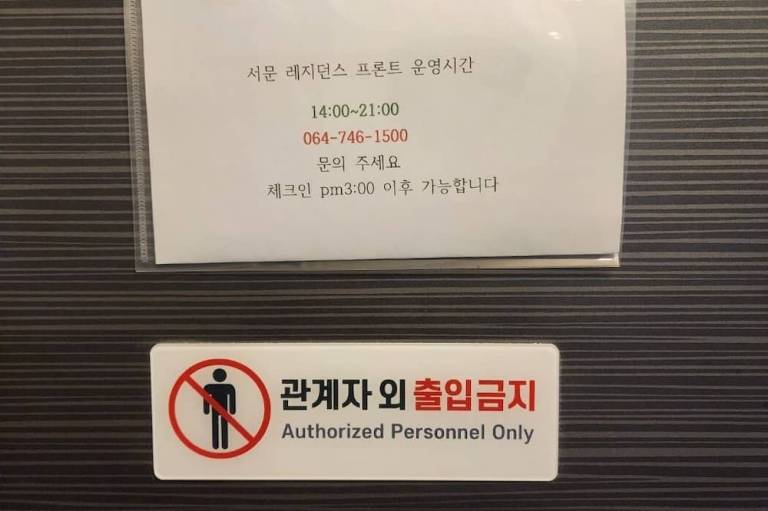 서문 레지던스 프론트 운영시간
14:00~21:00
064-746-1500
문의 주세요
체크인 pm3:00 이후 가능합니다
관계자 외 출입금지
Authorized Personnel Only